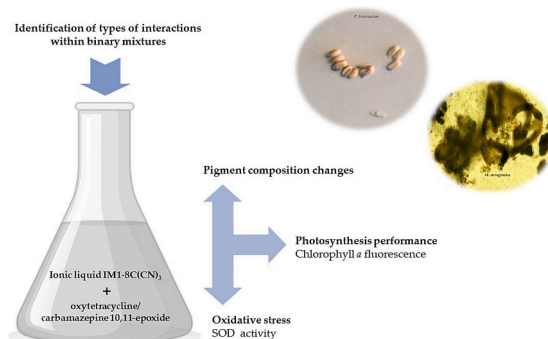 Identification of types of interactions
within binary mixtures
P. tricornutum
M. aeruginosa
Pigment composition changes
Photosynthesis performance
Chlorophyll a fluorescence
Ionic liquid IM1-8C(CN)3
+
oxytetracycline/
carbamazepine 10,11-epoxide
Oxidative stress
SOD activity